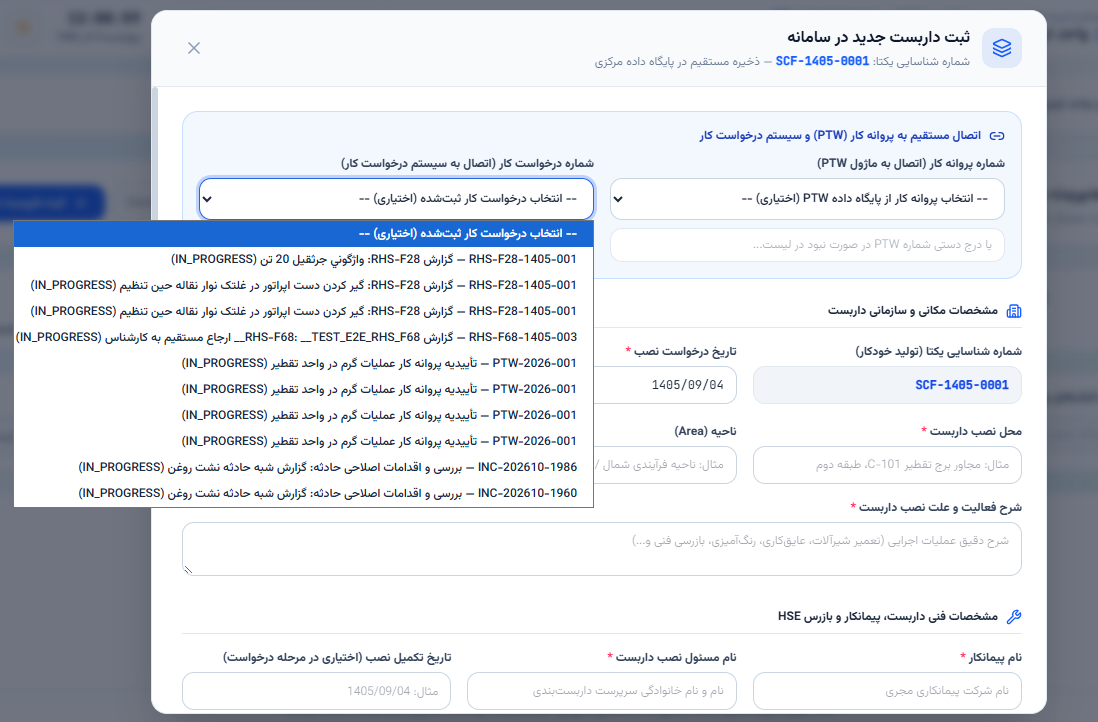 ثبت داربست جدید در سامانه
شماره شناسایی یکتا: SCF-1405-0001 — ذخیره مستقیم در پایگاه داده مرکزی
اتصال مستقیم به پروانه کار (PTW) و سیستم درخواست کار
شماره پروانه کار (اتصال به ماژول PTW)
شماره درخواست کار (اتصال به سیستم درخواست کار)
-- انتخاب پروانه کار از پایگاه داده PTW (اختیاری) --
-- انتخاب درخواست کار ثبت‌شده (اختیاری) --
یا درج دستی شماره PTW در صورت نبود در لیست...
-- انتخاب درخواست کار ثبت‌شده (اختیاری) --
RHS-F28-1405-001 — گزارش RHS-F28: واژگوني جرثقيل 20 تن (IN_PROGRESS)
RHS-F28-1405-001 — گزارش RHS-F28: گیر کردن دست اپراتور در غلتک نوار نقاله حین تنظیم (IN_PROGRESS)
RHS-F28-1405-003 — گزارش RHS-F28: گیر کردن دست اپراتور در غلتک نوار نقاله حین تنظیم (IN_PROGRESS)
RHS-F68-1405-003 — گزارش RHS-F68: __TEST_E2E_RHS_F68__ ارجاع مستقیم به کارشناس (IN_PROGRESS)
PTW-2026-001 — تأییدیه پروانه کار عملیات گرم در واحد تقطیر (IN_PROGRESS)
PTW-2026-001 — تأییدیه پروانه کار عملیات گرم در واحد تقطیر (IN_PROGRESS)
PTW-2026-001 — تأییدیه پروانه کار عملیات گرم در واحد تقطیر (IN_PROGRESS)
PTW-2026-001 — تأییدیه پروانه کار عملیات گرم در واحد تقطیر (IN_PROGRESS)
INC-202610-1986 — بررسی و اقدامات اصلاحی حادثه: گزارش شبه حادثه نشت روغن (IN_PROGRESS)
INC-202610-1960 — بررسی و اقدامات اصلاحی حادثه: گزارش شبه حادثه نشت روغن (IN_PROGRESS)
مشخصات مکانی و سازمانی داربست
شماره شناسایی یکتا (تولید خودکار)
تاریخ درخواست نصب *
SCF-1405-0001
1405/09/04
محل نصب داربست *
ناحیه (Area)
مثال: مجاور برج تقطیر C-101، طبقه دوم
مثال: ناحیه فرآیندی شمال /
شرح فعالیت و علت نصب داربست *
شرح دقیق عملیات اجرایی (تعمیر شیرآلات، عایق‌کاری، رنگ‌آمیزی، بازرسی فنی و...)
مشخصات فنی داربست، پیمانکار و بازرس HSE
نام پیمانکار *
نام مسئول نصب داربست *
تاریخ تکمیل نصب (اختیاری در مرحله درخواست)
نام شرکت پیمانکاری مجری
نام و نام خانوادگی سرپرست داربست‌بندی
مثال: 1405/09/04